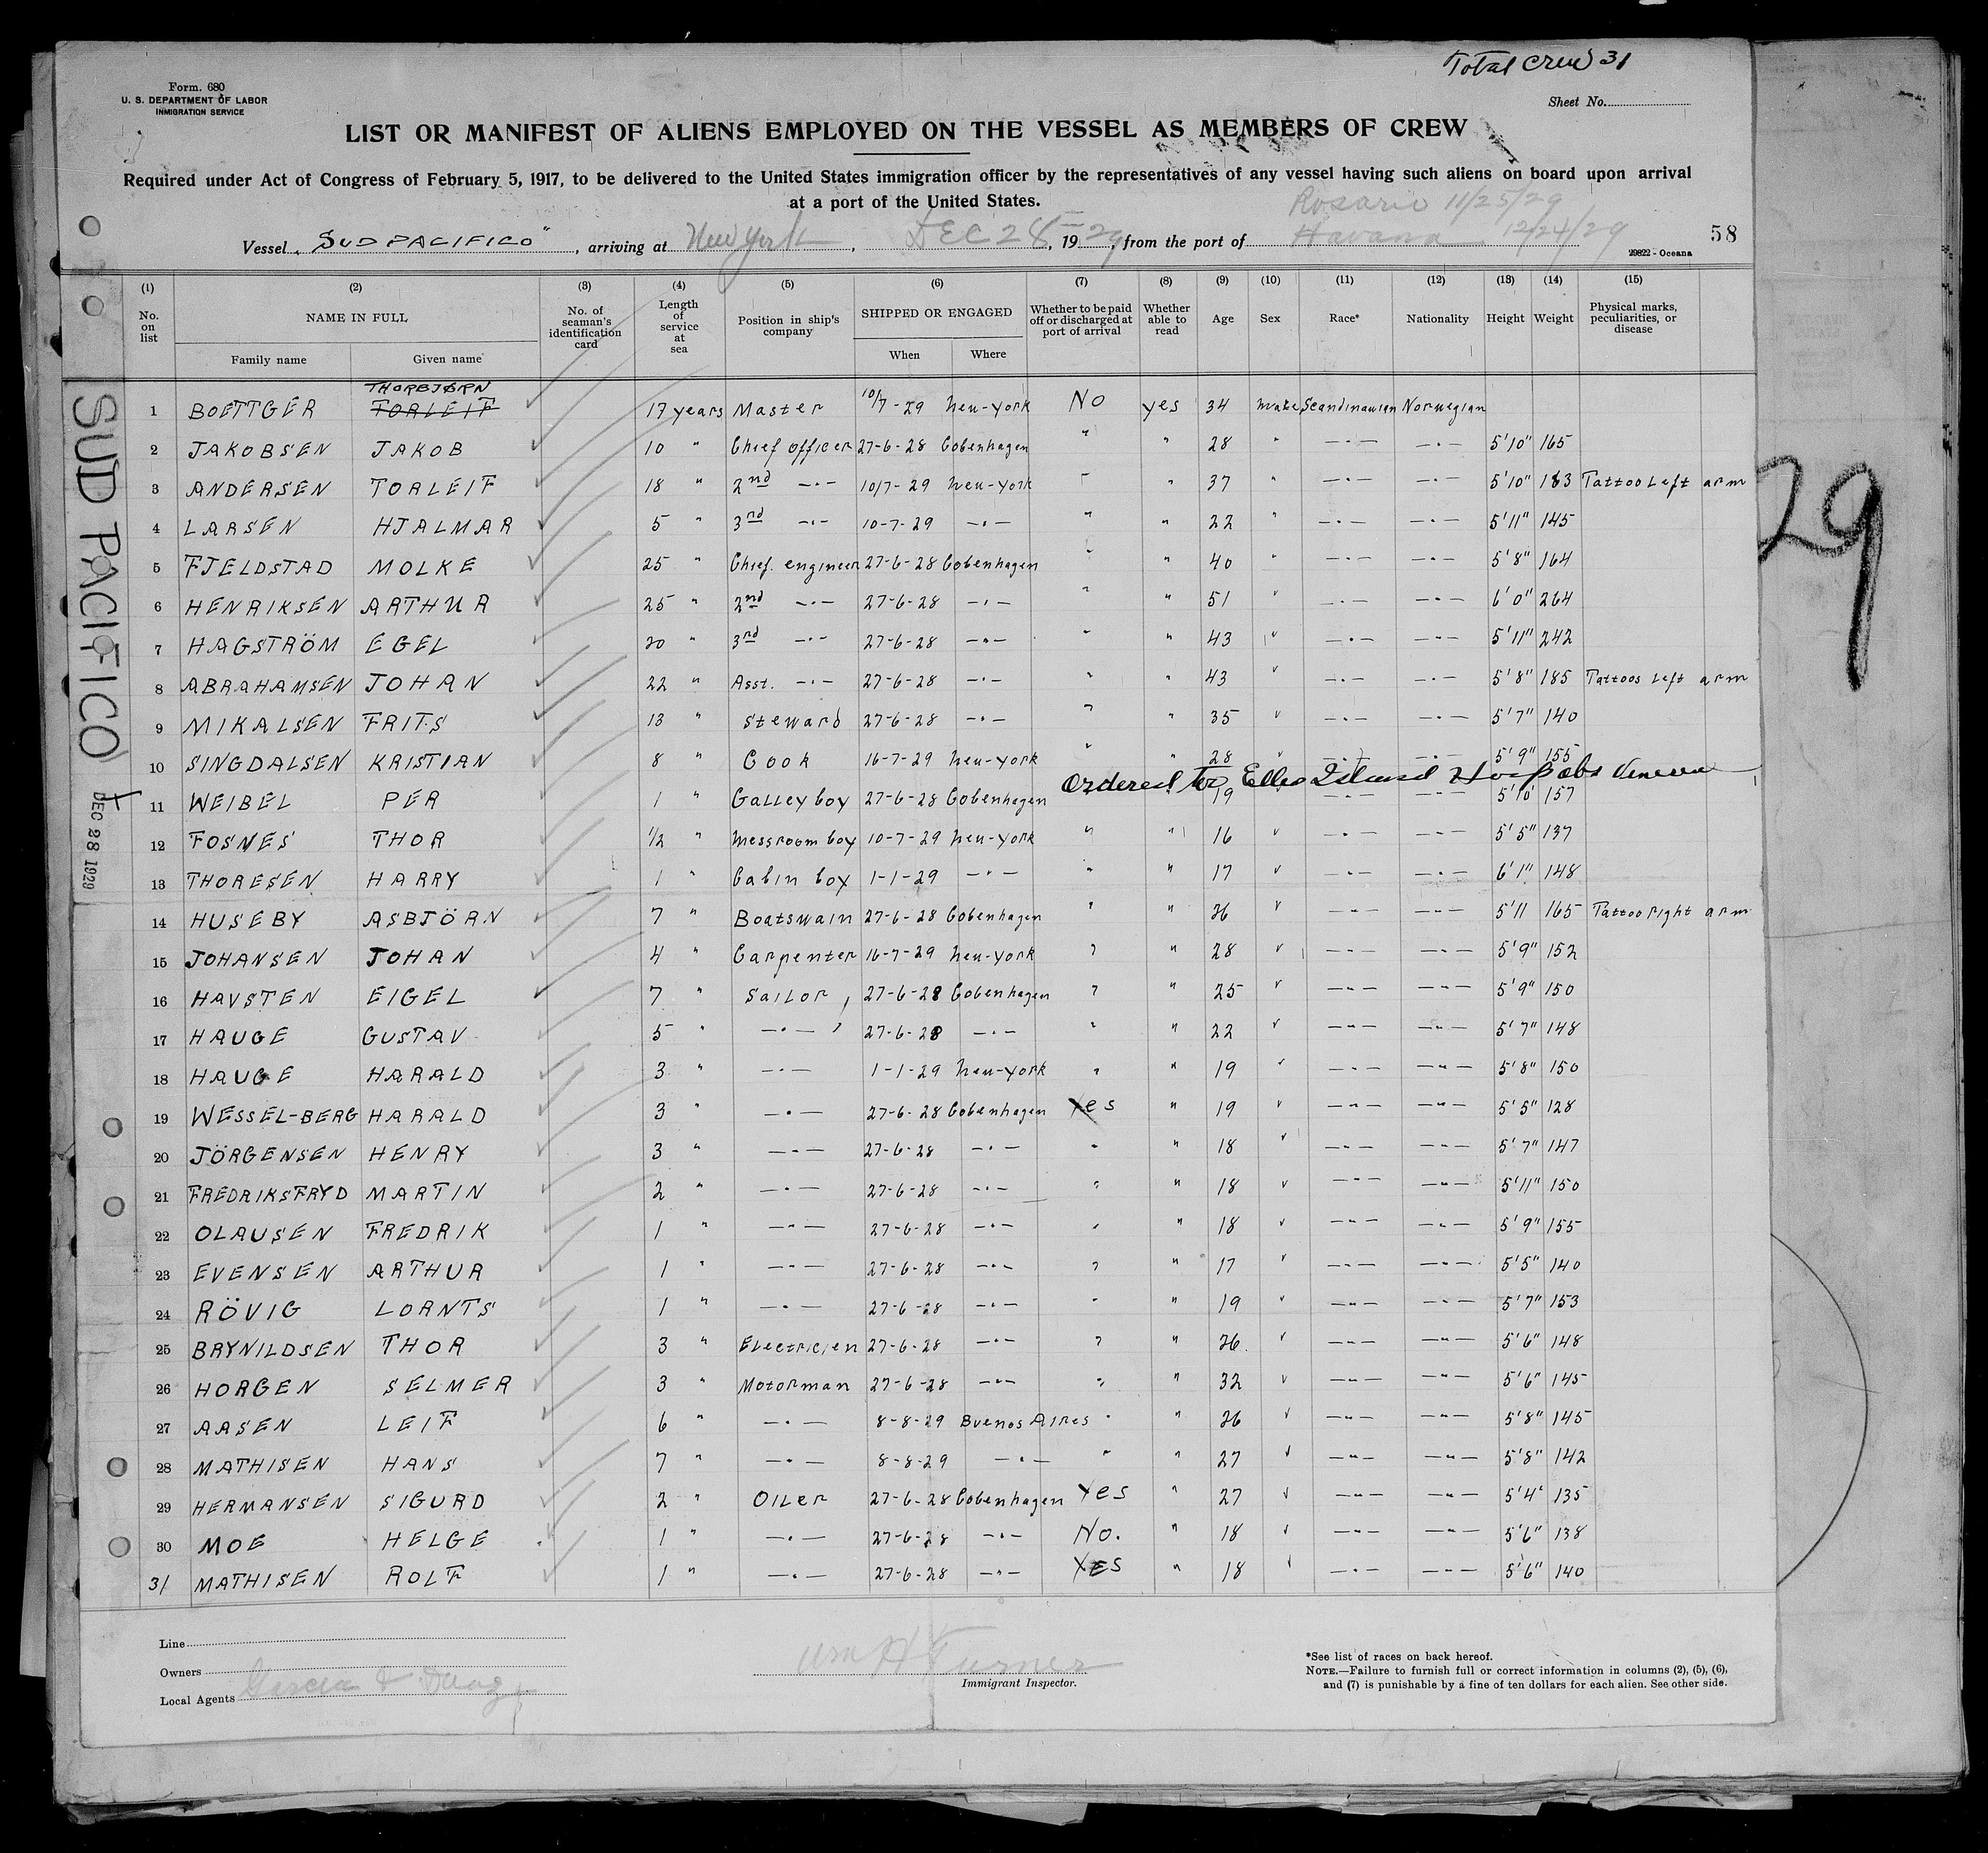 Total Crew 31
Form. 680
U. S. DEPARTMENT OF LABOR
INMIGRATION SERVICE
Sheet No.
LIST OR MANIFEST OF ALIENS EMPLOYED ON THE VESSEL AS MEMBERS OF CREW
Required under Act of Congress of February 5, 1917, to be delivered to the United States immigration officer by the representatives of any vessel having such aliens on board upon arrival
at a port of the United States.
Rosario 11/25/29
Vessel "SUD PACIFICO", arriving at New York, DEC 28 - , 1929, from the port of Havana 12/24/29
58
29822 - Oceana
(1) (2) (3) (4) (5) (6) (7) (8) (9) (10) (11) (12) (13) (14) (15)
No. on list NAME IN FULL Family name Given name No. of seaman's identification card Length of service at sea Position in ship's company SHIPPED OR ENGAGED When Where Whether to be paid off or discharged at port of arrival Whether able to read Age Sex Race* Nationality Height Weight Physical marks, peculiarities, or disease
THORBJØRN
1 BOETTGER TORLEIF 17 years Master 10/7-29 New-York No yes 34 Male Scandinavian Norwegian
2 JAKOBSEN JAKOB 10 " Chief officer 27-6-28 Cobenhagen " " 28 " —"— —"— 5'10" 165
3 ANDERSEN TORLEIF 18 " 2nd —"— 10/7-29 New-York " " 37 " 5'10" 183 Tattoo Left arm
4 LARSEN HJALMAR 5 " 3rd —"— 10-7-29 —"— " " 22 " —"— —"— 5'11" 145
5 FJELDSTAD MOLKE 25 " Chief. engineer 27-6-28 Cobenhagen " " 40 " —"— —"— 5'8" 164
6 HENRIKSEN ARTHUR 25 " 2nd —"— 27-6-28 —"— " " 51 " —"— —"— 6'0" 264
7 HAGSTRÖM EGEL 20 " 3rd —"— 27-6-28 —"— " " 43 " —"— —"— 5'11" 242
8 ABRAHAMSEN JOHAN 22 " Asst. —"— 27-6-28 —"— " " 43 " —"— —"— 5'8" 185 Tattoos Left arm
9 MIKALSEN FRITS 13 " Steward 27-6-28 —"— " " 35 " —"— —"— 5'7" 140
10 SINGDALSEN KRISTIAN 8 " Cook 16-7-29 New-York " " 28 " —"— —"— 5'9" 155
Ordered to Ellis Island Hosp obs
11 WEIBEL PER 1 " Galley boy 27-6-28 Cobenhagen 19 5'10' 157
12 FOSNES THOR 1/2 " Messroom boy 10-7-29 New-York " " 16 " —"— —"— 5'5" 137
13 THORESEN HARRY 1 " Cabin boy 1-1-29 —"— " " 17 " —"— —"— 6'1" 148
14 HUSEBY ASBJÖRN 7 " Boatswain 27-6-28 Cobenhagen " " 26 " —"— —"— 5'11 165 Tattoo right arm
15 JOHANSEN JOHAN 4 " Carpenter 16-7-29 New-York " " 28 " —"— —"— 5'9" 152
16 HAVSTEN EIGEL 7 " Sailor, 27-6-28 Cobenhagen " " 25 " —"— —"— 5'9" 150
17 HAUGE GUSTAV 5 " —"— 27-6-28 —"— " " 22 " —"— —"— 5'7" 148
18 HAUGE HARALD 3 " —"— 1-1-29 New-York " " 19 " —"— —"— 5'8" 150
19 WESSEL-BERG HARALD 3 " —"— 27-6-28 Cobenhagen Yes " 19 " —"— —"— 5'5" 128
20 JÖRGENSEN HENRY 3 " —"— 27-6-28 —"— " " 18 " —"— —"— 5'7" 147
21 FREDRIKSFRYD MARTIN 2 " —"— 27-6-28 —"— " " 18 " —"— —"— 5'11" 150
22 OLAUSEN FREDRIK 1 " —"— 27-6-28 —"— " " 18 " —"— —"— 5'9" 155
23 EVENSEN ARTHUR 1 " —"— 27-6-28 —"— " " 17 " —"— —"— 5'5" 140
24 RÖVIG LORNTS 1 " —"— 27-6-28 —"— " " 19 " —"— —"— 5'7" 153
25 BRYNILDSEN THOR 3 " Electricien 27-6-28 —"— " " 26. " —"— —"— 5'6" 148
26 HORGEN SELMER 3 " Motorman 27-6-28 —"— " " 32 " —"— —"— 5'6" 145
27 AASEN LEIF 6 " —"— 8-8-29 Buenos Aires " " 26 " —"— —"— 5'8" 145
28 MATHISEN HANS 7 " —"— 8-8-29 —"— " " 27 " —"— —"— 5'8" 142
29 HERMANSEN SIGURD 2 " Oiler 27-6-28 Cobenhagen Yes " 27 " —"— —"— 5'4" 135
30 MOE HELGE 1 " —"— 27-6-28 —"— No. " 18 " —"— —"— 5'6" 138
31 MATHISEN ROLF 1 " —"— 27-6-28 —"— Yes " 18 " —"— —"— 5'6" 140
SUD PACIFICO
DEC 28 1929
29
Line
Owners
Local Agents Garcia &
Wm H Turner
Immigrant Inspector.
*See list of races on back hereof.
NOTE.—Failure to furnish full or correct information in columns (2), (5), (6),
and (7) is punishable by a fine of ten dollars for each alien. See other side.